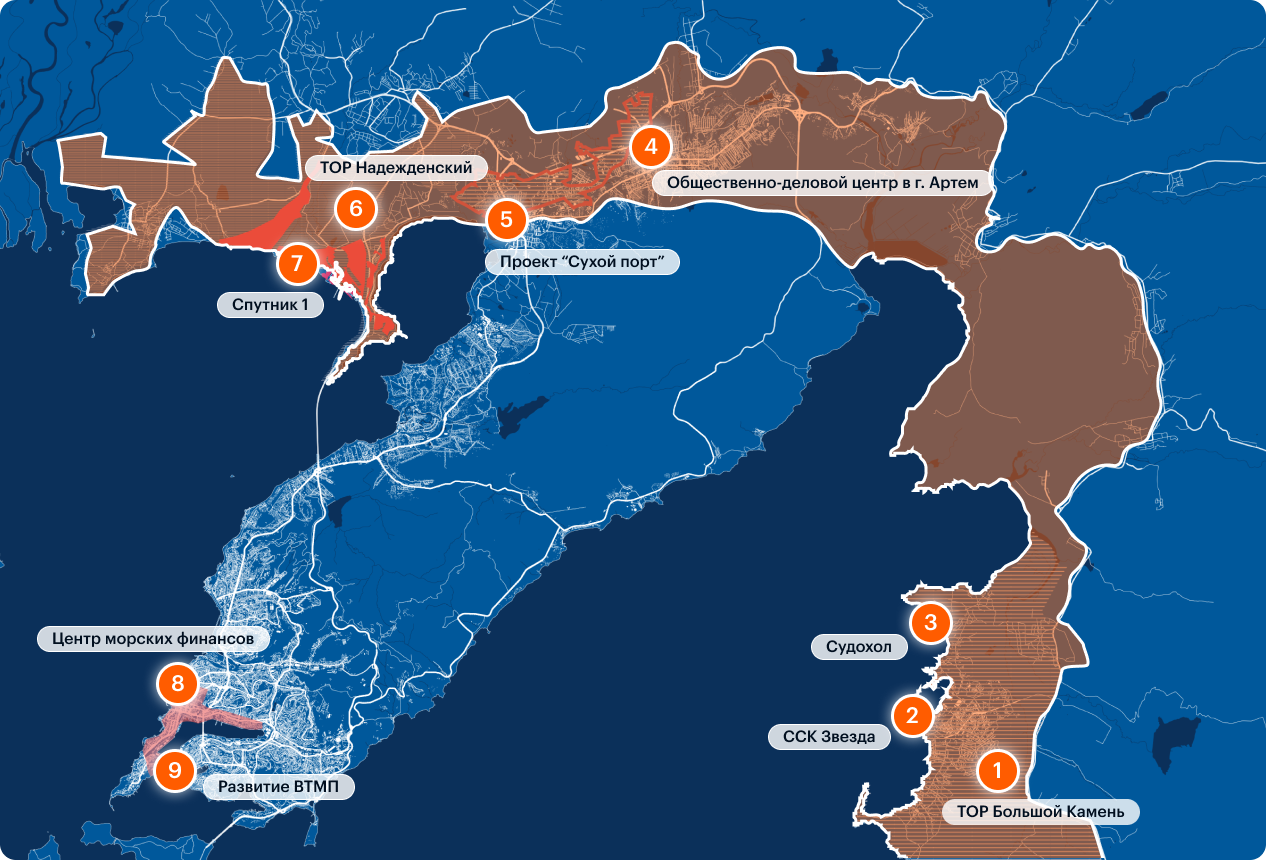 ТОР Надежденский
6
4
Общественно-деловой центр в г. Артем
5
Проект “Сухой порт”
7
Спутник 1
3
Судохол
Центр морских финансов
8
2
ССК Звезда
9
Развитие ВТМП
1
ТОР Большой Камень